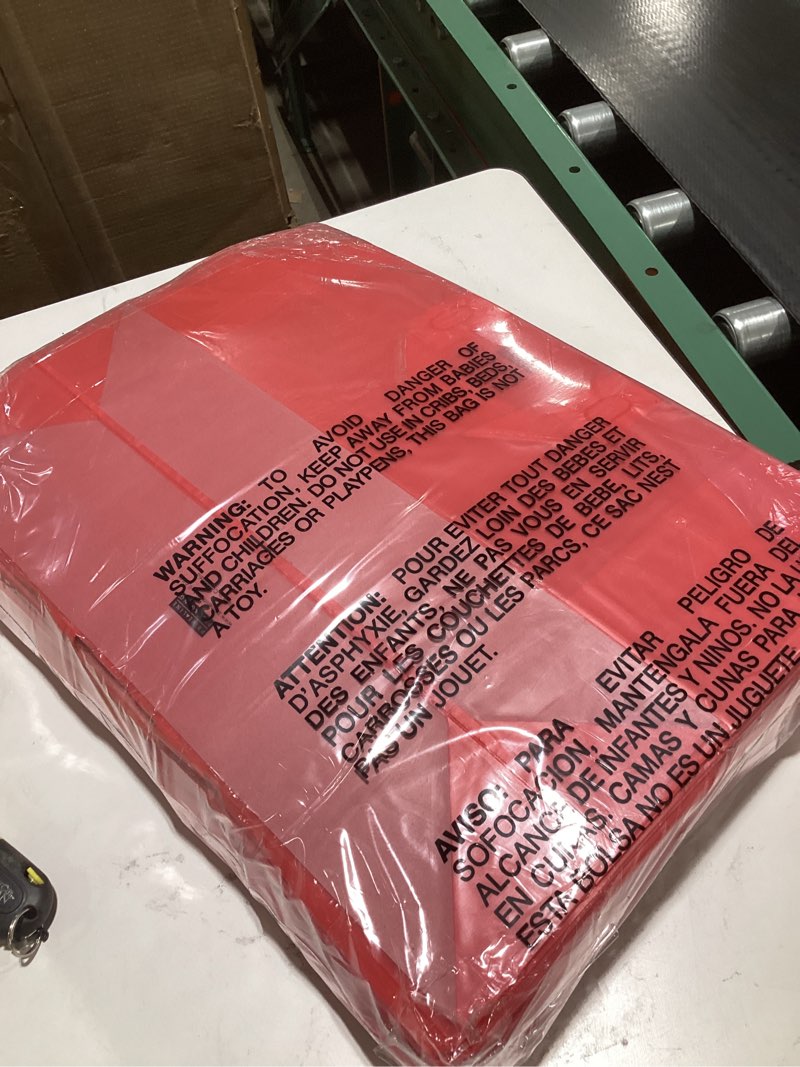 WARNING: TO AVOID DANGER OF
SUFFOCATION, KEEP AWAY FROM BABIES
AND CHIILDREN. DO NOT USE IN CRIBS, BEDS,
CARRIAGES OR PLAYPENS, THIS BAG IS NOT
A TOY.
ATTENTION: POUR EVITER TOUT DANGER
D'ASPHYXIE, GARDEZ LOIN DES BEBES ET
DES ENFANTS, NE PAS VOUS EN SERVIR
POUR LES COUCHETTES DE BEBE, LITS,
CARROSSES OU LES PARCS, CE SAC NEST
PAS UN JOUET.
AVISO: PARA EVITAR PELIGRO DE
SOFOCACION, MANTENGALA FUERA DEL
ALCANCE DE INFANTES Y NINOS. NO LA
EN CUNAS, CAMAS Y CUNAS PARA
ESTA BOLSA NO ES UN JUGUETE